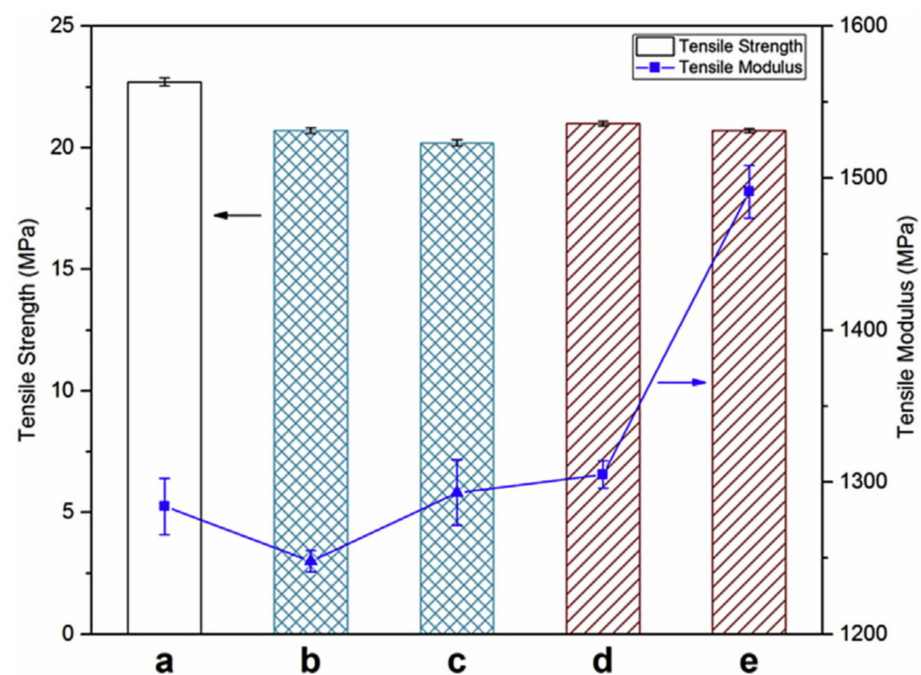 Tensile Strength
Tensile Modulus
Tensile Strength (MPa)
25
20
15
10
5
0
1600
1500
1400
1300
1200
Tensile Modulus (MPa)
a b c d e